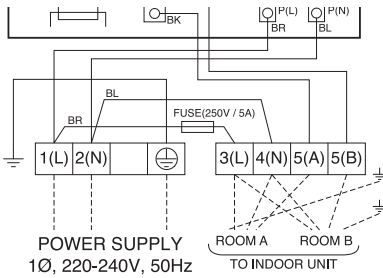 P(L) P(N)
BK
BR BL
BL
BR
FUSE(250V / 5A)
1(L) 2(N) 3(L) 4(N) 5(A) 5(B)
ROOM A ROOM B
POWER SUPPLY
TO INDOOR UNIT
1Ø, 220-240V, 50Hz